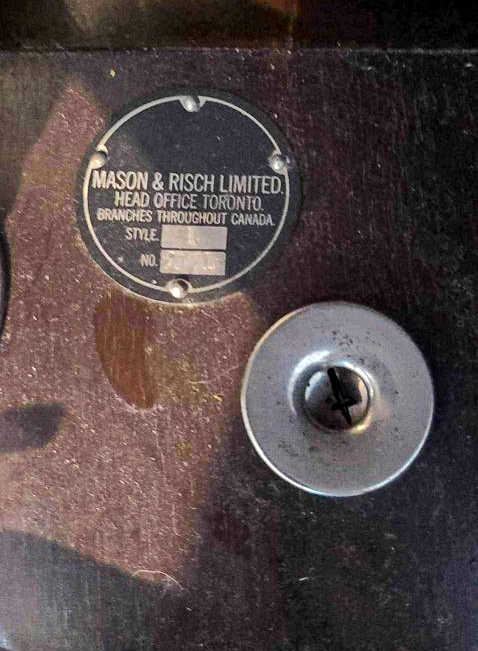 MASON & RISCH LIMITED.
HEAD OFFICE TORONTO.
BRANCHES THROUGHOUT CANADA.
STYLE.
NO.